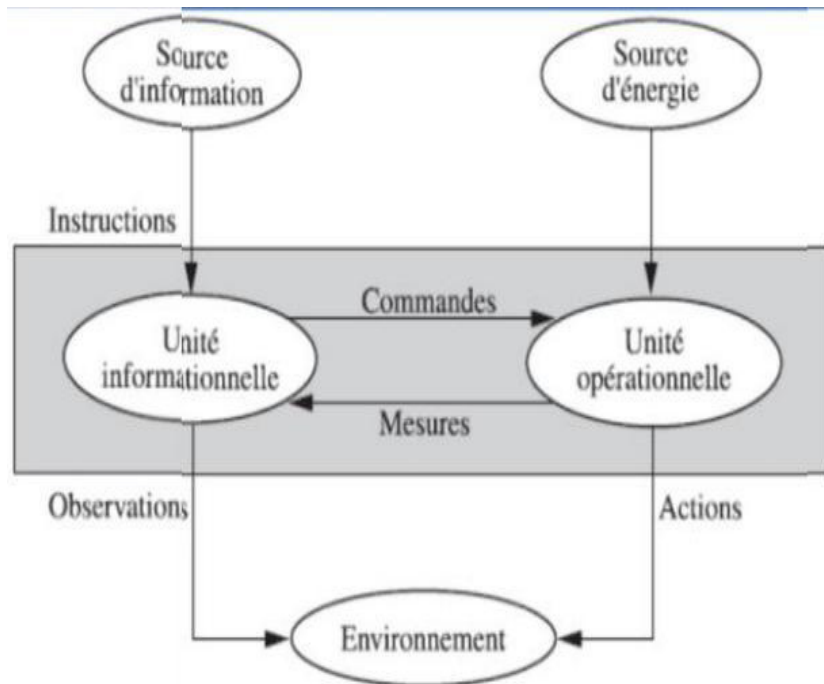 Source
d'information
Source
d'énergie
Instructions
Commandes
Unité
informationnelle
Unité
opérationnelle
Mesures
Observations
Actions
Environnement